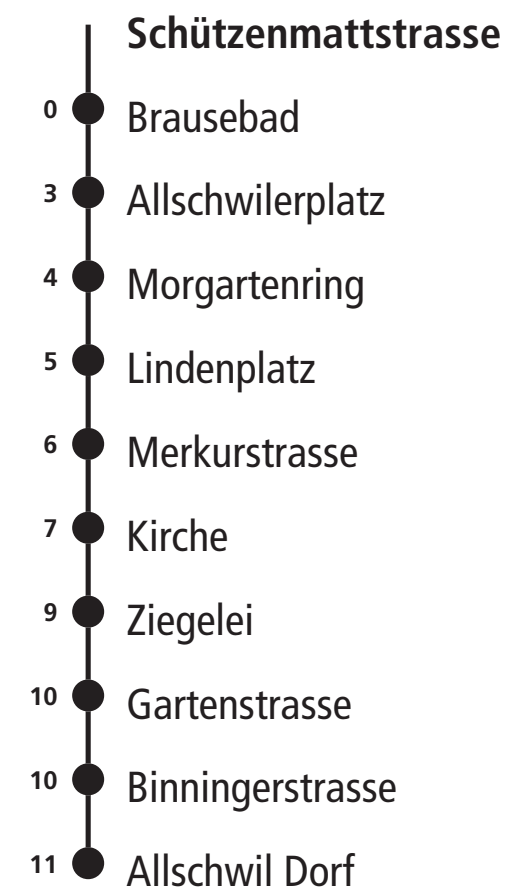 Schützenmattstrasse
0 Brausebad
3 Allschwilerplatz
4 Morgartenring
5 Lindenplatz
6 Merkurstrasse
7 Kirche
9 Ziegelei
10 Gartenstrasse
10 Binningerstrasse
11 Allschwil Dorf